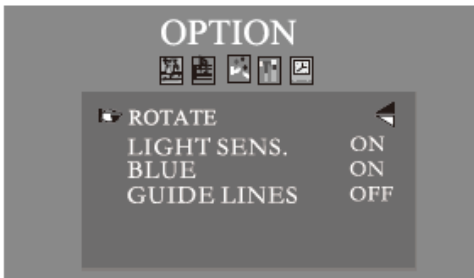 OPTION
ROTATE
LIGHT SENS. ON
BLUE ON
GUIDE LINES OFF